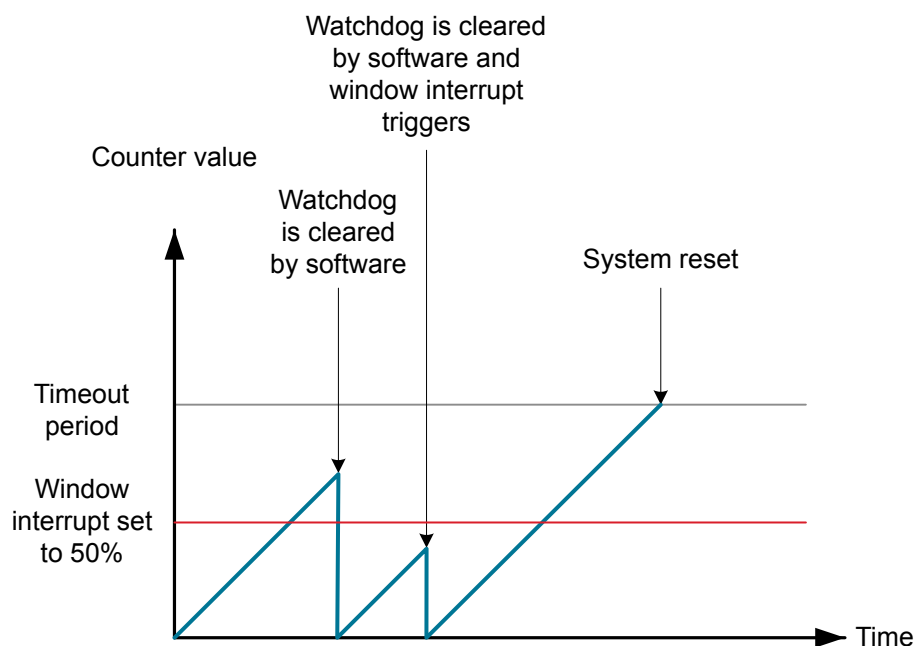 Watchdog is cleared
by software and
window interrupt
triggers
Counter value
Watchdog
is cleared
by software
System reset
Timeout
period
Window
interrupt set
to 50%
Time